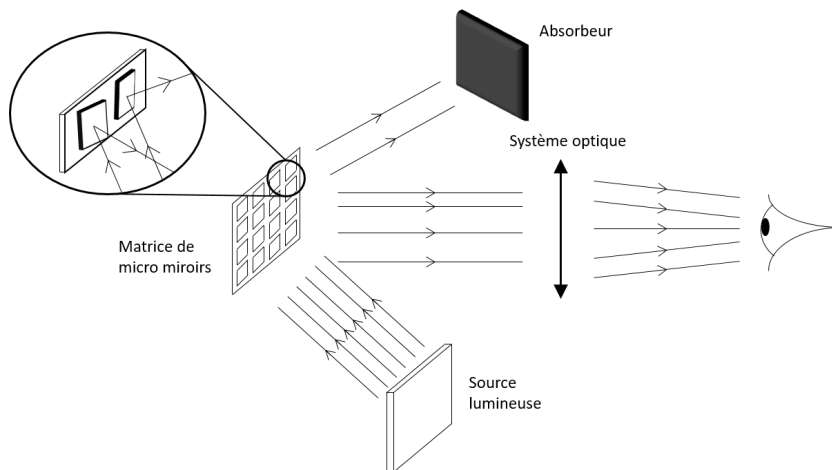 Absorbeur
Système optique
Matrice de
micro miroirs
Source
lumineuse